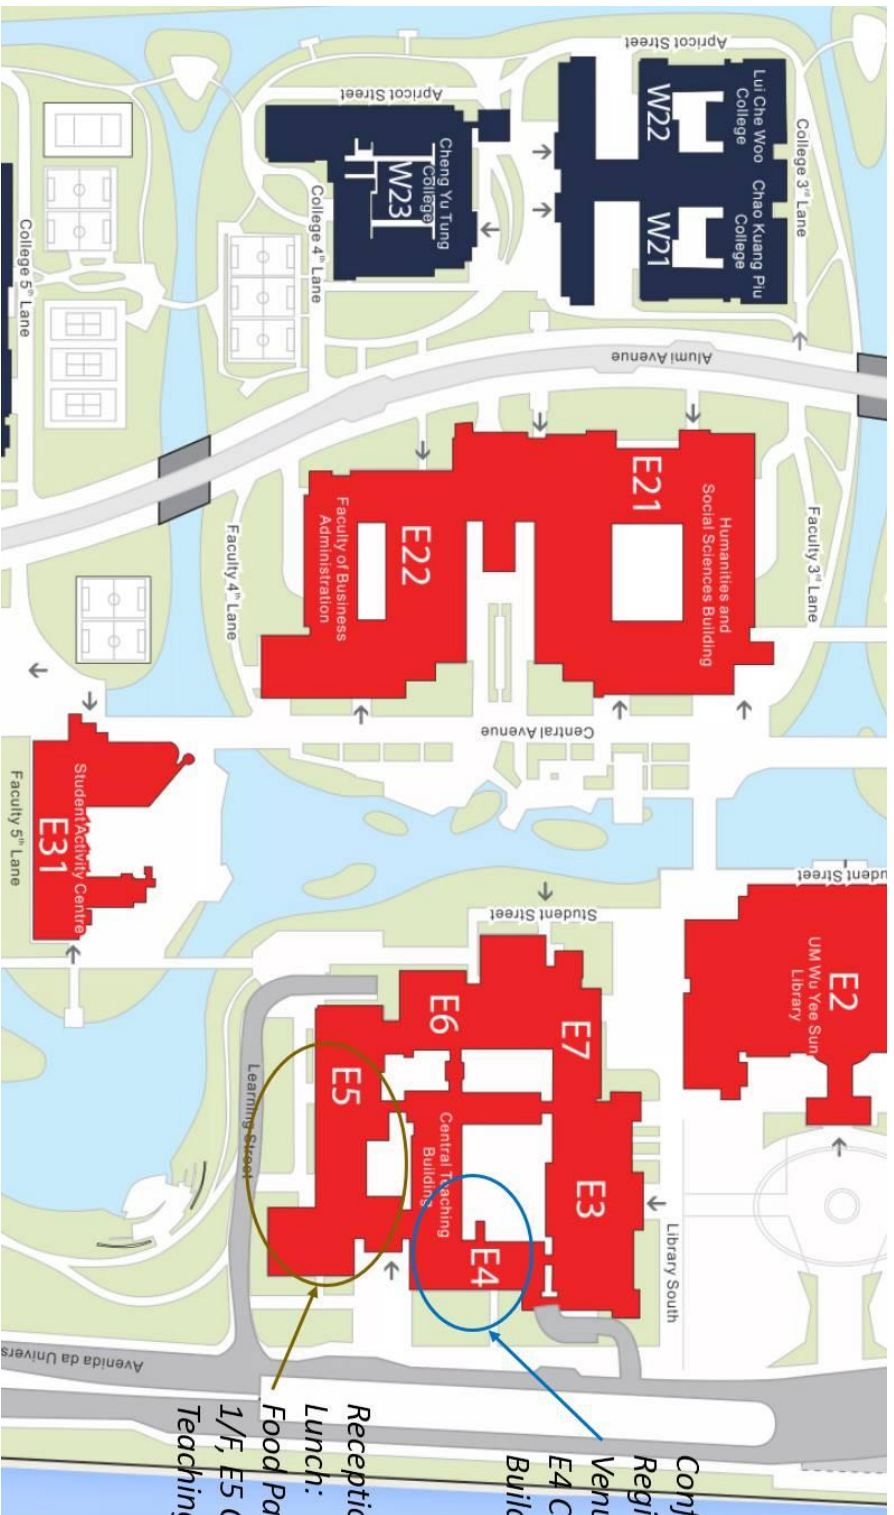 Apricot Street
Apricot Street
Lui Che Woo
College
W22
Chao Kuang Piu
College
W21
College 3rd Lane
Cheng Yu Tung
College
W23
College 4th Lane
College 5th Lane
Alumi Avenue
Humanities and
Social Sciences Building
E21
E22
Faculty of Business
Administration
Faculty 3rd Lane
Faculty 4th Lane
Central Avenue
Student Activity Centre
E31
Faculty 5th Lane
Student Street
udent Street
E2
UM Wu Yee Sun
Library
E6
E7
E5
E3
Central Teaching
Building
E4
Library South
Learning Street
Avenida da Univers
Conf
Regi
Venu
E4 C
Build
Receptio
Lunch:
Food Pa
1/F, E5 C
Teaching